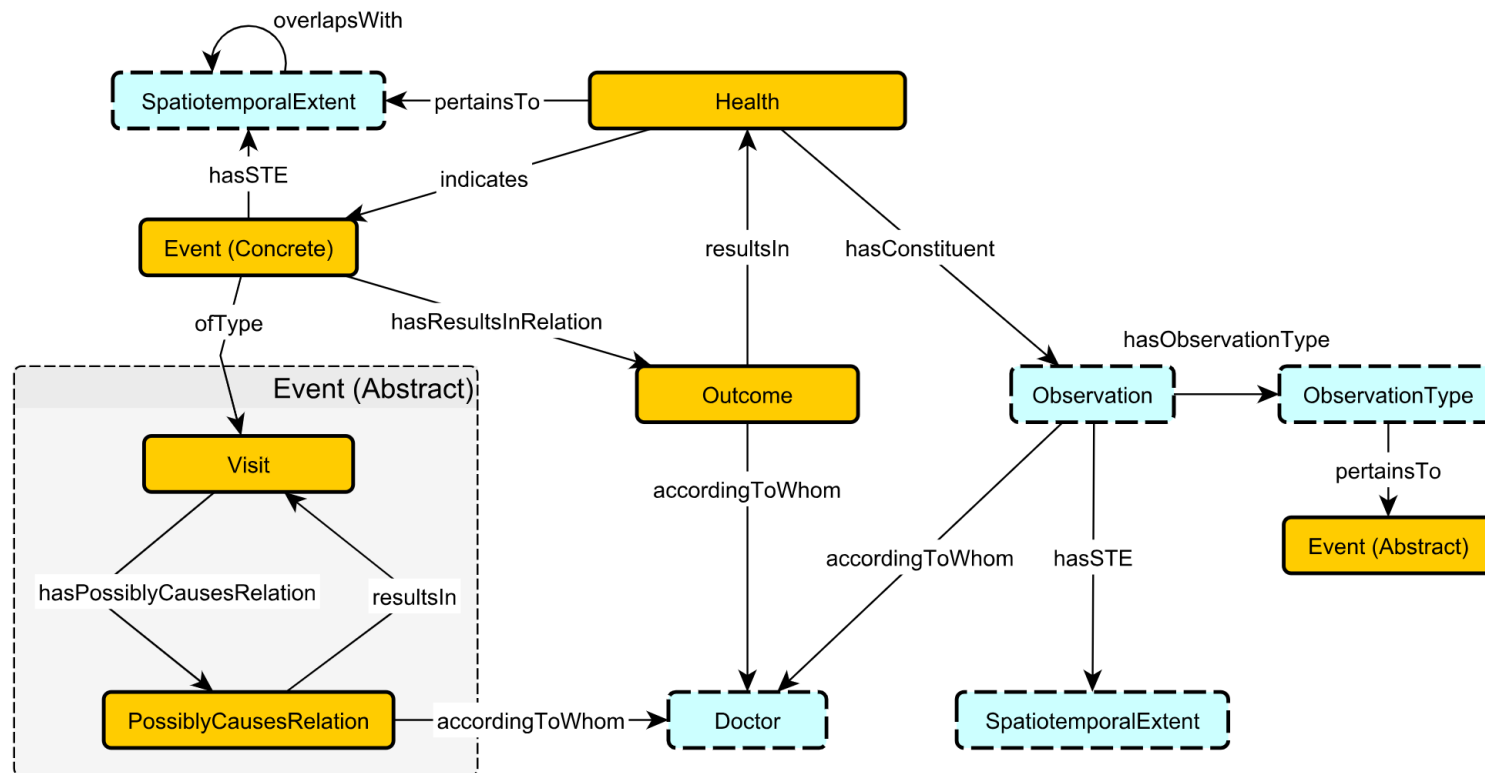 overlapsWith
SpatiotemporalExtent
pertainsTo
Health
hasSTE
indicates
Event (Concrete)
resultsIn
hasConstituent
ofType
hasResultsInRelation
hasObservationType
Event (Abstract)
Outcome
Observation
ObservationType
Visit
accordingToWhom
pertainsTo
hasPossiblyCausesRelation
resultsIn
accordingToWhom
hasSTE
Event (Abstract)
PossiblyCausesRelation
accordingToWhom
Doctor
SpatiotemporalExtent